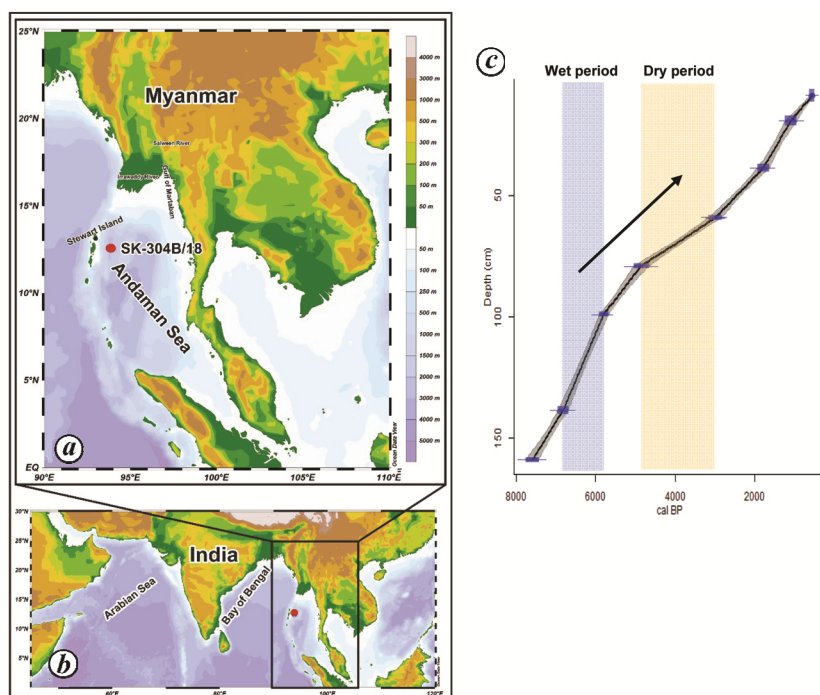 25°N
20°N
15°N
10°N
5°N
EQ
90°E
95°E
100°E
105°E
110°E
Myanmar
Salween River
Gulf of Martaban
Stewart Island
SK-304B/18
Andaman Sea
a
4000 m
3000 m
1000 m
500 m
300 m
200 m
100 m
50 m
50 m
100 m
250 m
500 m
1000 m
1500 m
2000 m
3000 m
4000 m
5000 m
Ocean Data View
30°N
25°N
20°N
15°N
10°N
5°N
60°E
80°E
100°E
120°E
India
Arabian Sea
Bay of Bengal
b
c
Wet period
Dry period
Depth (cm)
50
100
150
8000
6000
4000
2000
cal BP